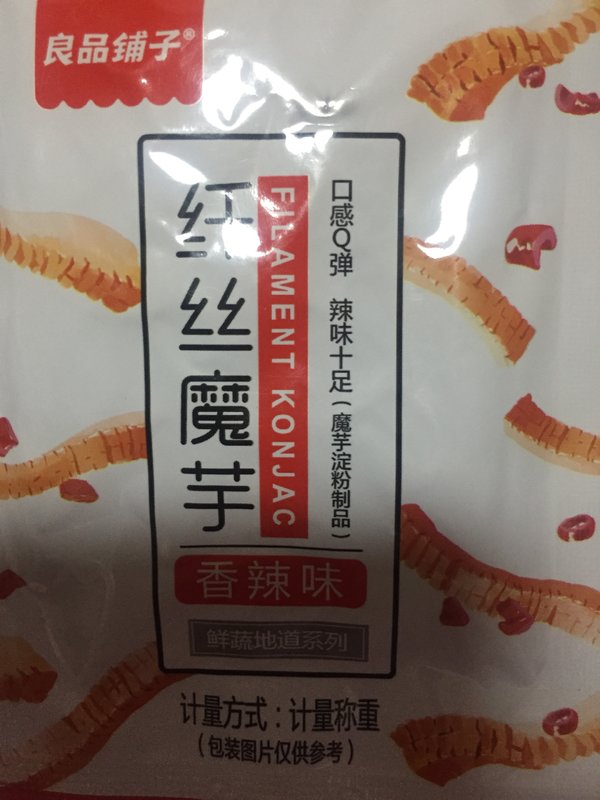 良品铺子®
纤丝魔芋
FILAMENT KONJAC
口感Q弹 辣味十足(魔芋淀粉制品)
香辣味
鲜蔬地道系列
计量方式:计量称重
(包装图片仅供参考)